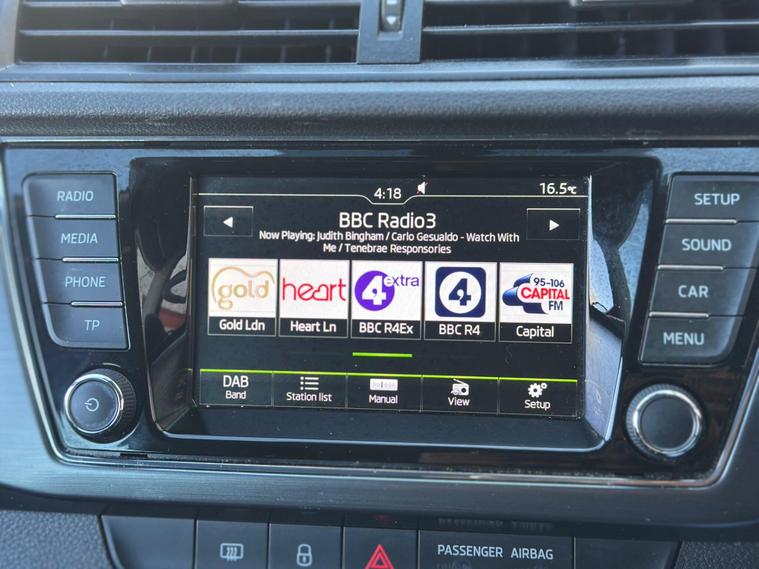 4:18
16.5°C
RADIO
MEDIA
PHONE
TP
BBC Radio3
Now Playing: Judith Bingham / Carlo Gesualdo - Watch With
Me / Tenebrae Responsories
gold
Gold Ldn
heart
Heart Ln
4 extra
BBC R4Ex
4
BBC R4
95-106
CAPITAL
FM
Capital
DAB
Band
Station list
Manual
View
Setup
SETUP
SOUND
CAR
MENU
PASSENGER AIRBAG